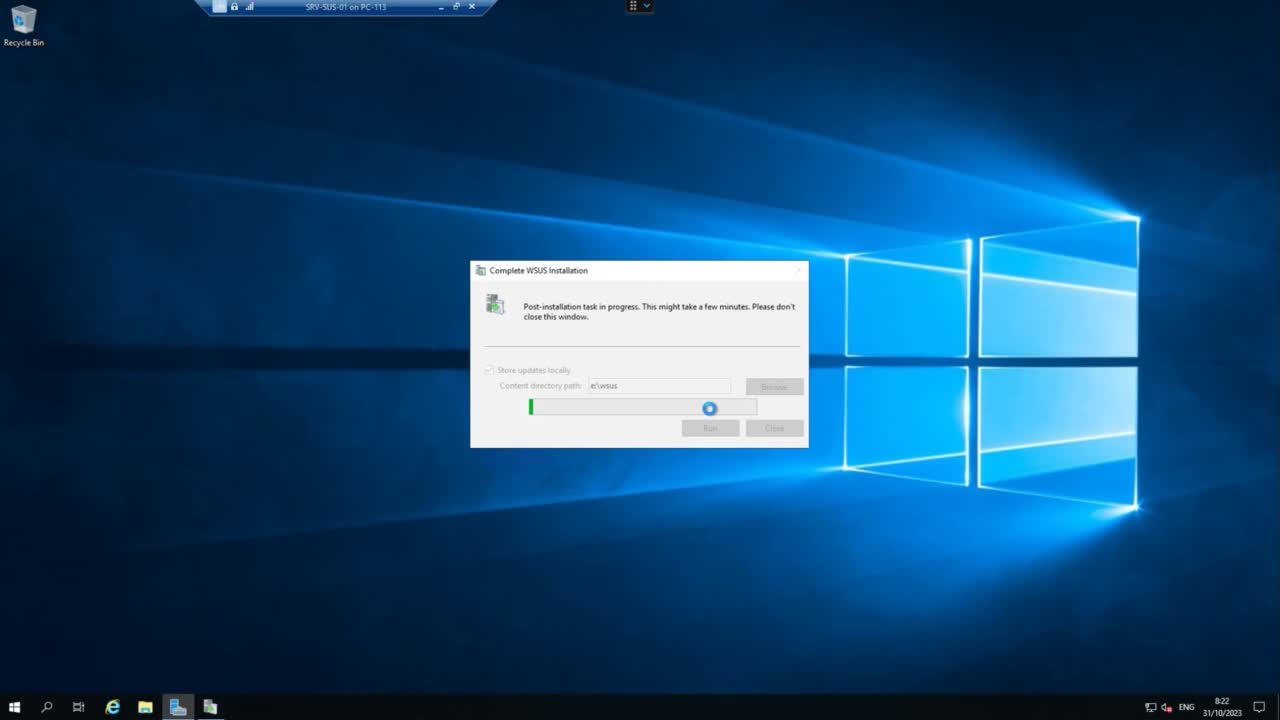 SRV-SUS-01 on PC-113
Recycle Bin
Complete WSUS Installation
Post-installation task in progress. This might take a few minutes. Please don't
close this window.
Store updates locally
Content directory path:
e:\wsus
Browse
Run
Close
ENG
8:22
31/10/2023